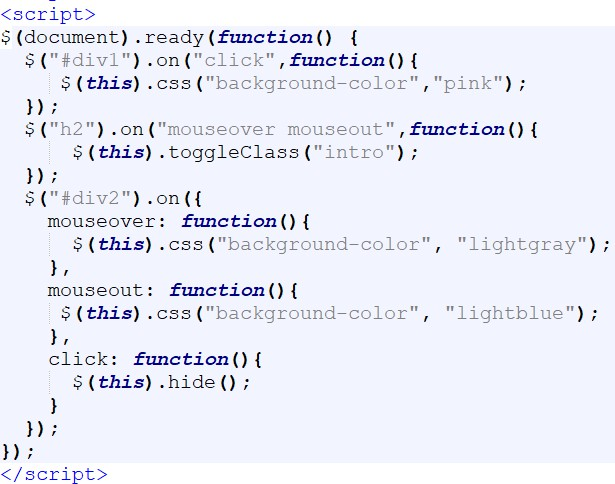 <script>
$(document).ready(function() {
  $("#div1").on("click",function(){
     $(this).css("background-color","pink");
  });
  $("h2").on("mouseover mouseout",function(){
      $(this).toggleClass("intro");
  });
  $("#div2").on({
    mouseover: function(){
      $(this).css("background-color", "lightgray");
    },
    mouseout: function(){
     $(this).css("background-color", "lightblue");
    },
    click: function(){
      $(this).hide();
    }
  });
});
</script>